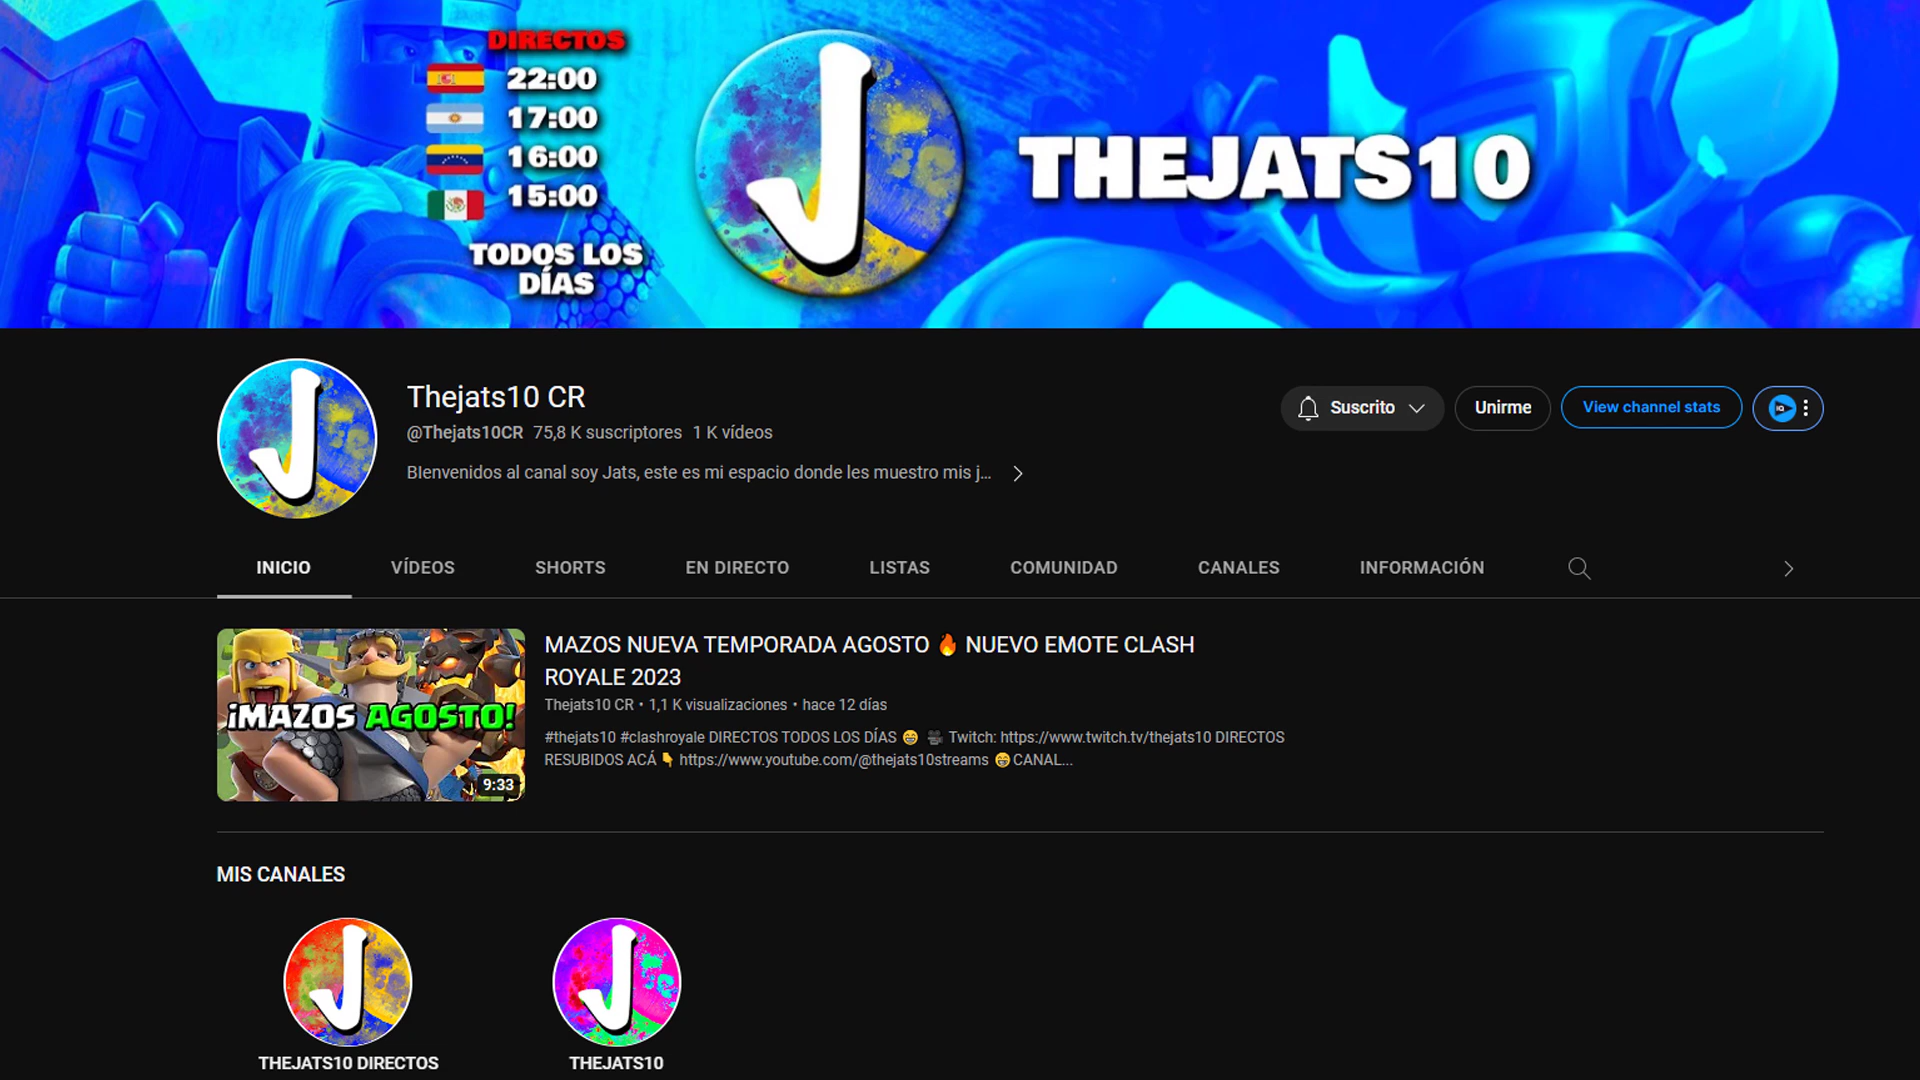 DIRECTOS
22:00
17:00
16:00
15:00
TODOS LOS
DÍAS
J
THEJATS10
J
Thejats10 CR
@Thejats10CR 75,8 K suscriptores 1 K vídeos
BIenvenidos al canal soy Jats, este es mi espacio donde les muestro mis j...
Suscrito
Unirme
View channel stats
IQ
INICIO
VÍDEOS
SHORTS
EN DIRECTO
LISTAS
COMUNIDAD
CANALES
INFORMACIÓN
¡MAZOS AGOSTO!
9:33
MAZOS NUEVA TEMPORADA AGOSTO 🔥 NUEVO EMOTE CLASH
ROYALE 2023
Thejats10 CR • 1,1 K visualizaciones • hace 12 días
#thejats10 #clashroyale DIRECTOS TODOS LOS DÍAS 😁 🎥 Twitch: https://www.twitch.tv/thejats10 DIRECTOS
RESUBIDOS ACÁ 👇 https://www.youtube.com/@thejats10streams 😁CANAL...
MIS CANALES
J
THEJATS10 DIRECTOS
J
THEJATS10